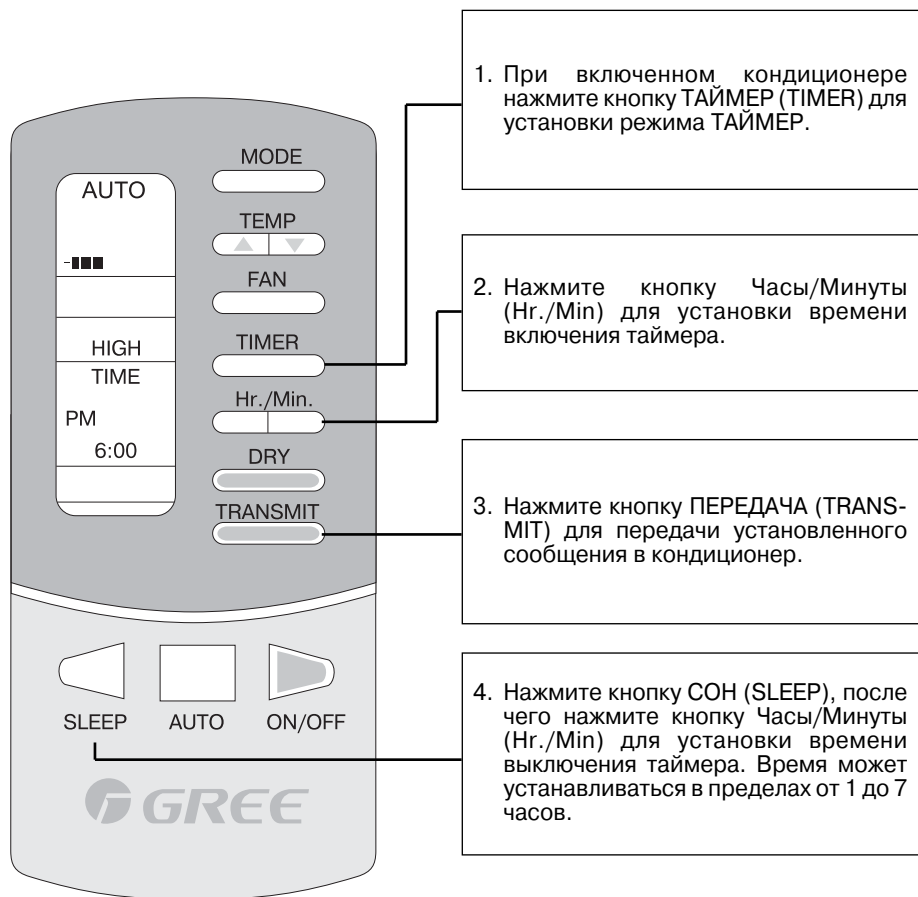 MODE
AUTO
TEMP
FAN
HIGH
TIMER
TIME
Hr./Min.
PM
6:00
DRY
TRANSMIT
SLEEP AUTO ON/OFF
GREE
1. При включенном кондиционере
нажмите кнопку ТАЙМЕР (TIMER) для
установки режима ТАЙМЕР.
2. Нажмите кнопку Часы/Минуты
(Hr./Min) для установки времени
включения таймера.
3. Нажмите кнопку ПЕРЕДАЧА (TRANS-
MIT) для передачи установленного
сообщения в кондиционер.
4. Нажмите кнопку СОН (SLEEP), после
чего нажмите кнопку Часы/Минуты
(Hr./Min) для установки времени
выключения таймера. Время может
устанавливаться в пределах от 1 до 7
часов.